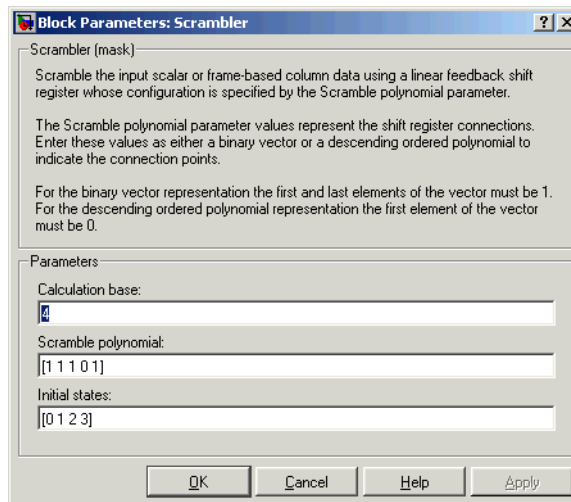 Block Parameters: Scrambler
Scrambler (mask)
Scramble the input scalar or frame-based column data using a linear feedback shift
register whose configuration is specified by the Scramble polynomial parameter.
The Scramble polynomial parameter values represent the shift register connections.
Enter these values as either a binary vector or a descending ordered polynomial to
indicate the connection points.
For the binary vector representation the first and last elements of the vector must be 1.
For the descending ordered polynomial representation the first element of the vector
must be 0.
Parameters
Calculation base:
4
Scramble polynomial:
[1 1 1 0 1]
Initial states:
[0 1 2 3]
OK Cancel Help Apply